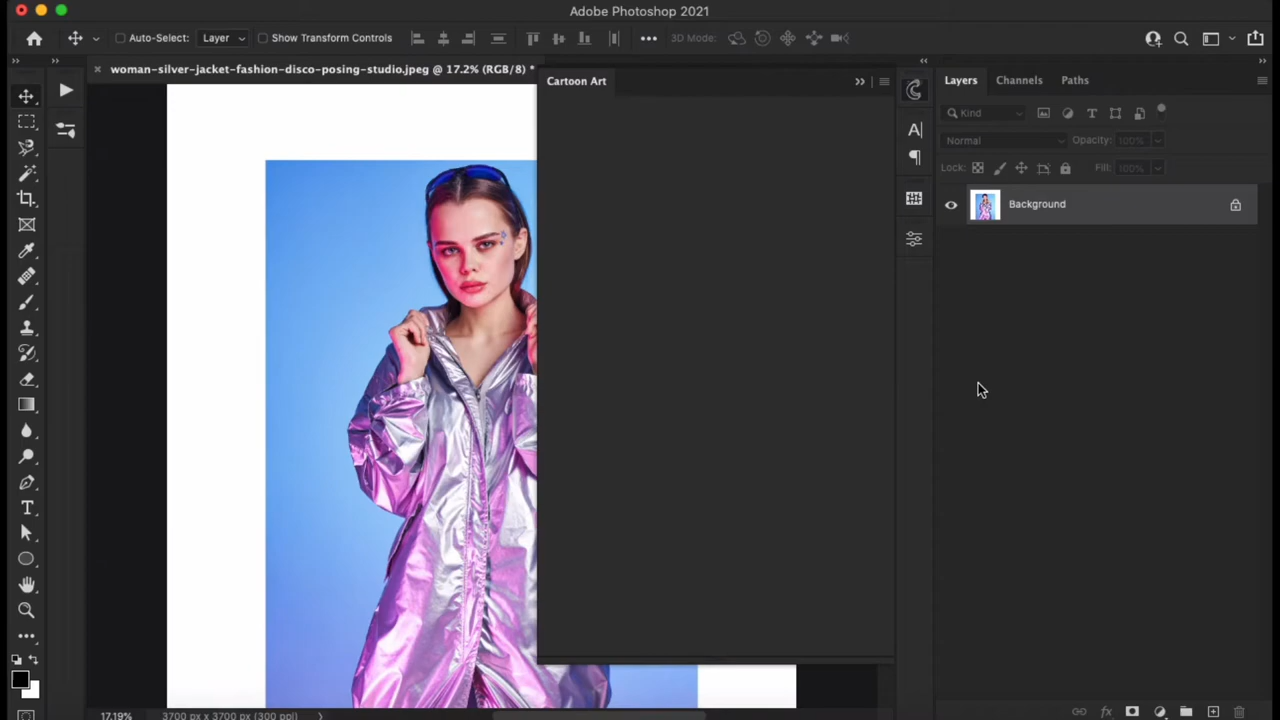 Adobe Photoshop 2021
Auto-Select: Layer Show Transform Controls 3D Mode:
woman-silver-jacket-fashion-disco-posing-studio.jpeg @ 17.2% (RGB/8) *
Cartoon Art
Layers Channels Paths
Kind
Normal Opacity: 100%
Lock: Fill: 100%
Background
17.19% 3700 px x 3700 px (300 ppi)